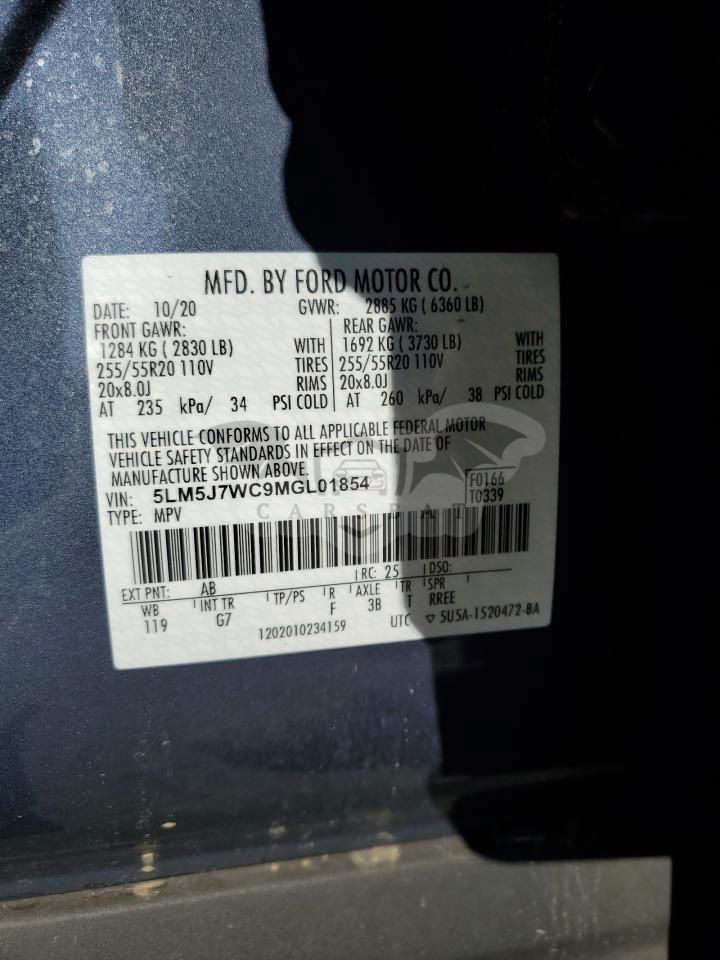 MFD. BY FORD MOTOR CO.
DATE: 10/20 GVWR: 2885 KG ( 6360 LB)
FRONT GAWR: REAR GAWR:
1284 KG ( 2830 LB) WITH 1692 KG ( 3730 LB) WITH
255/55R20 110V TIRES 255/55R20 110V TIRES
20x8.0J RIMS 20x8.0J RIMS
AT 235 kPa/ 34 PSI COLD AT 260 kPa/ 38 PSI COLD
THIS VEHICLE CONFORMS TO ALL APPLICABLE FEDERAL MOTOR
VEHICLE SAFETY STANDARDS IN EFFECT ON THE DATE OF
MANUFACTURE SHOWN ABOVE.
VIN: 5LM5J7WC9MGL01854 F0166
TYPE: MPV T0339
CARSBAT
EXT PNT: AB RC: 25 DSO:
WB INT TR TP/PS R AXLE TR SPR
119 G7 F 3B T RREE
1202010234159 UTC ▽ 5U5A-1520472-BA